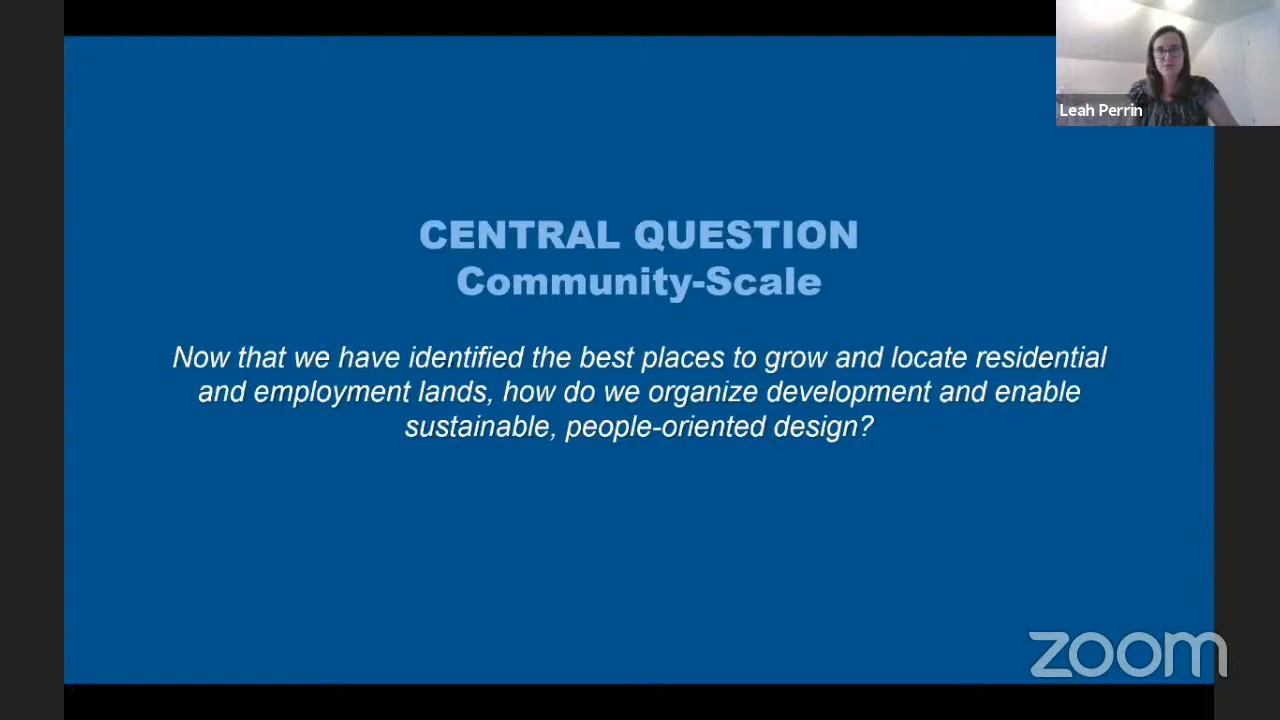 Leah Perrin
CENTRAL QUESTION
Community-Scale
Now that we have identified the best places to grow and locate residential
and employment lands, how do we organize development and enable
sustainable, people-oriented design?
zoom